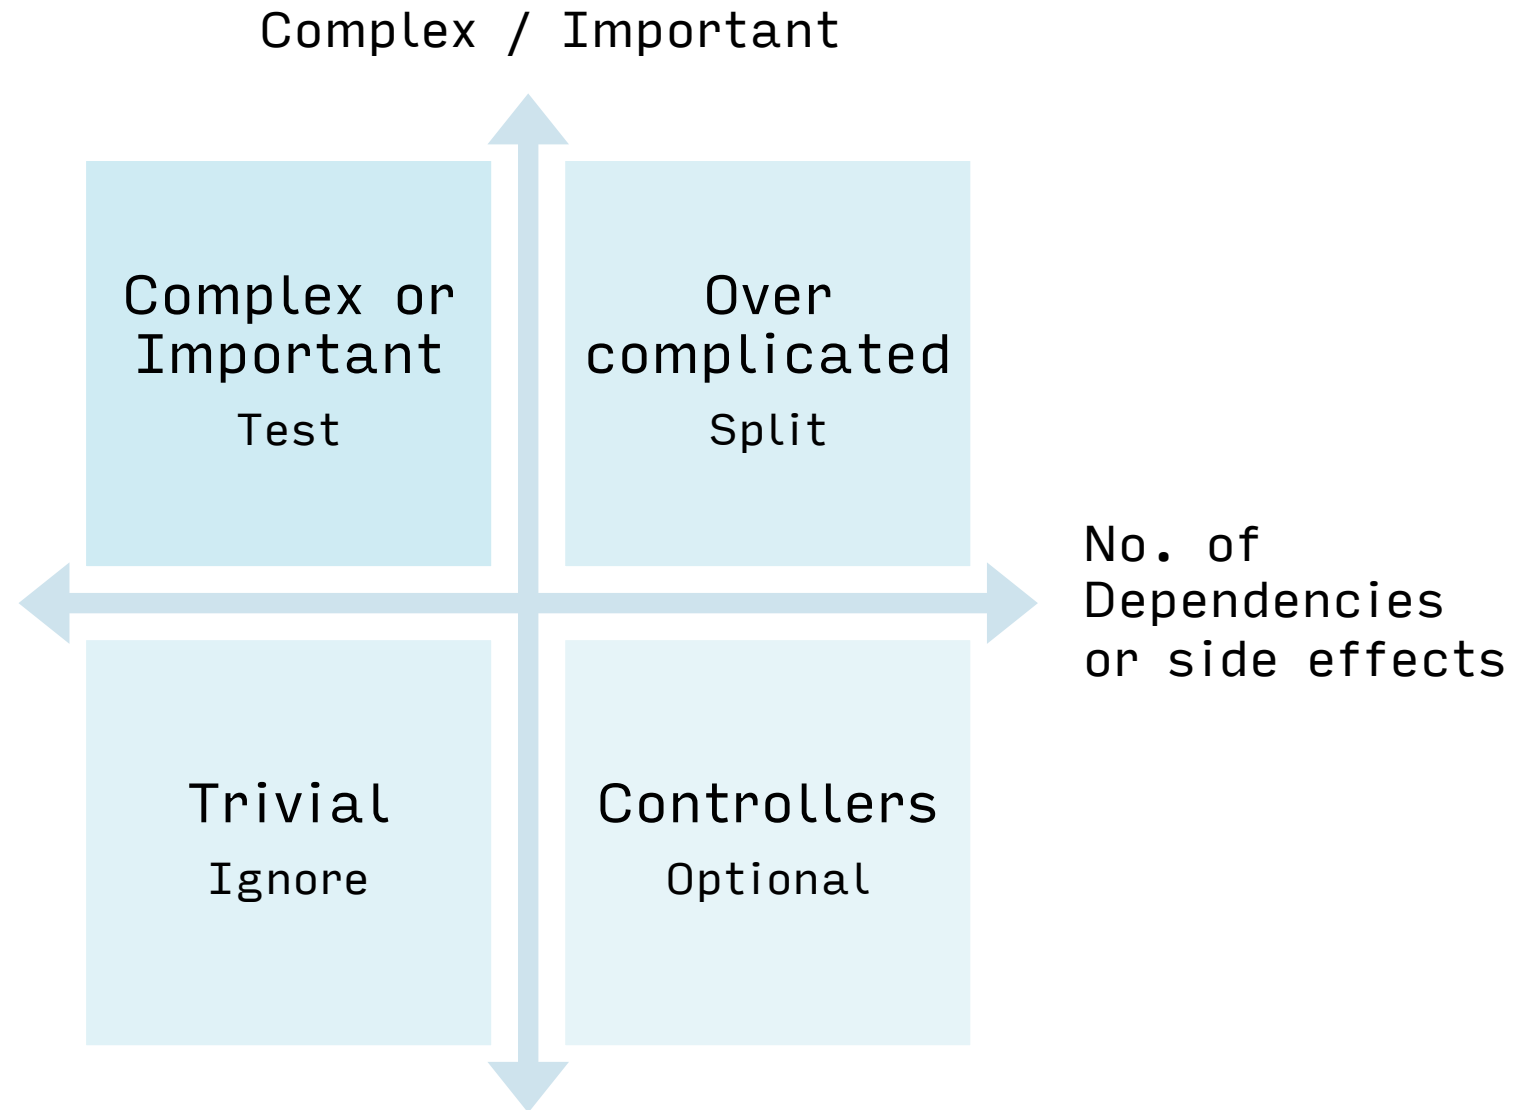 Complex / Important
Complex or
Important
Test
Over
complicated
Split
No. of
Dependencies
or side effects
Trivial
Ignore
Controllers
Optional